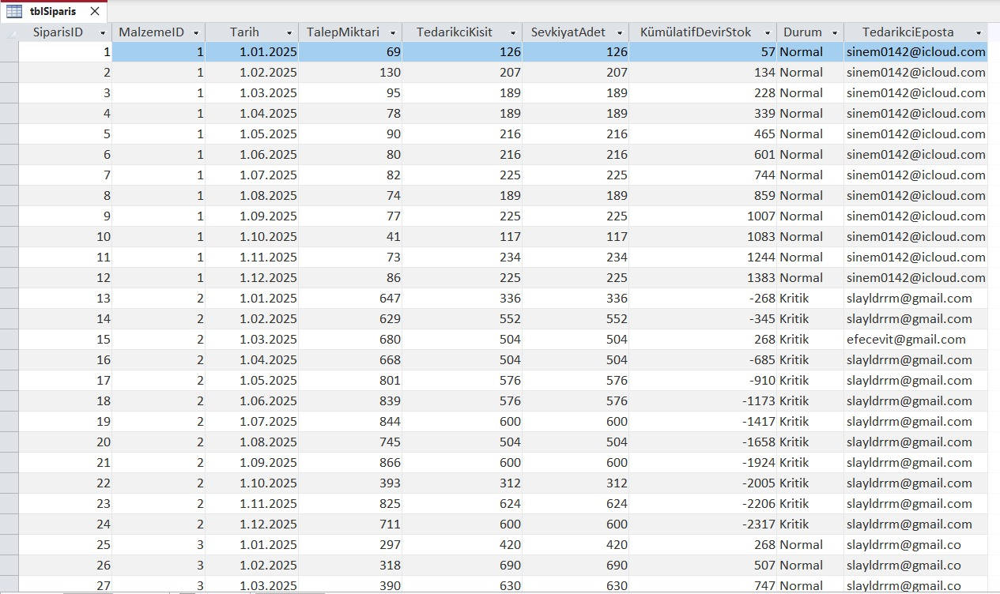 tblSiparis
SiparisID MalzemeID Tarih TalepMiktari TedarikciKisit SevkiyatAdet KümülatifDevirStok Durum TedarikciEposta
1 1 1.01.2025 69 126 126 57 Normal sinem0142@icloud.com
2 1 1.02.2025 130 207 207 134 Normal sinem0142@icloud.com
3 1 1.03.2025 95 189 189 228 Normal sinem0142@icloud.com
4 1 1.04.2025 78 189 189 339 Normal sinem0142@icloud.com
5 1 1.05.2025 90 216 216 465 Normal sinem0142@icloud.com
6 1 1.06.2025 80 216 216 601 Normal sinem0142@icloud.com
7 1 1.07.2025 82 225 225 744 Normal sinem0142@icloud.com
8 1 1.08.2025 74 189 189 859 Normal sinem0142@icloud.com
9 1 1.09.2025 77 225 225 1007 Normal sinem0142@icloud.com
10 1 1.10.2025 41 117 117 1083 Normal sinem0142@icloud.com
11 1 1.11.2025 73 234 234 1244 Normal sinem0142@icloud.com
12 1 1.12.2025 86 225 225 1383 Normal sinem0142@icloud.com
13 2 1.01.2025 647 336 336 -268 Kritik slayldrrm@gmail.com
14 2 1.02.2025 629 552 552 -345 Kritik slayldrrm@gmail.com
15 2 1.03.2025 680 504 504 268 Kritik efecevit@gmail.com
16 2 1.04.2025 668 504 504 -685 Kritik slayldrrm@gmail.com
17 2 1.05.2025 801 576 576 -910 Kritik slayldrrm@gmail.com
18 2 1.06.2025 839 576 576 -1173 Kritik slayldrrm@gmail.com
19 2 1.07.2025 844 600 600 -1417 Kritik slayldrrm@gmail.com
20 2 1.08.2025 745 504 504 -1658 Kritik slayldrrm@gmail.com
21 2 1.09.2025 866 600 600 -1924 Kritik slayldrrm@gmail.com
22 2 1.10.2025 393 312 312 -2005 Kritik slayldrrm@gmail.com
23 2 1.11.2025 825 624 624 -2206 Kritik slayldrrm@gmail.com
24 2 1.12.2025 711 600 600 -2317 Kritik slayldrrm@gmail.com
25 3 1.01.2025 297 420 420 268 Normal slayldrrm@gmail.co
26 3 1.02.2025 318 690 690 507 Normal slayldrrm@gmail.co
27 3 1.03.2025 390 630 630 747 Normal slayldrrm@gmail.co